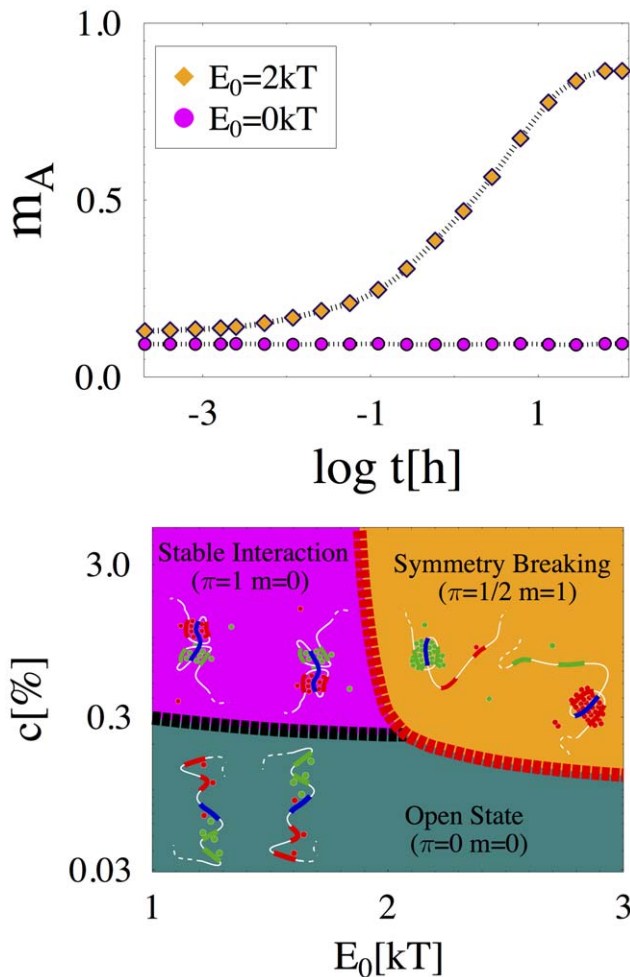 1.0
E₀=2kT
E₀=0kT
m_A
0.5
0.0
-3 -1 1
log t[h]
Stable Interaction
(π=1 m=0)
Symmetry Breaking
(π=1/2 m=1)
3.0
c[%]
0.3
Open State
(π=0 m=0)
0.03
1 2 3
E₀[kT]